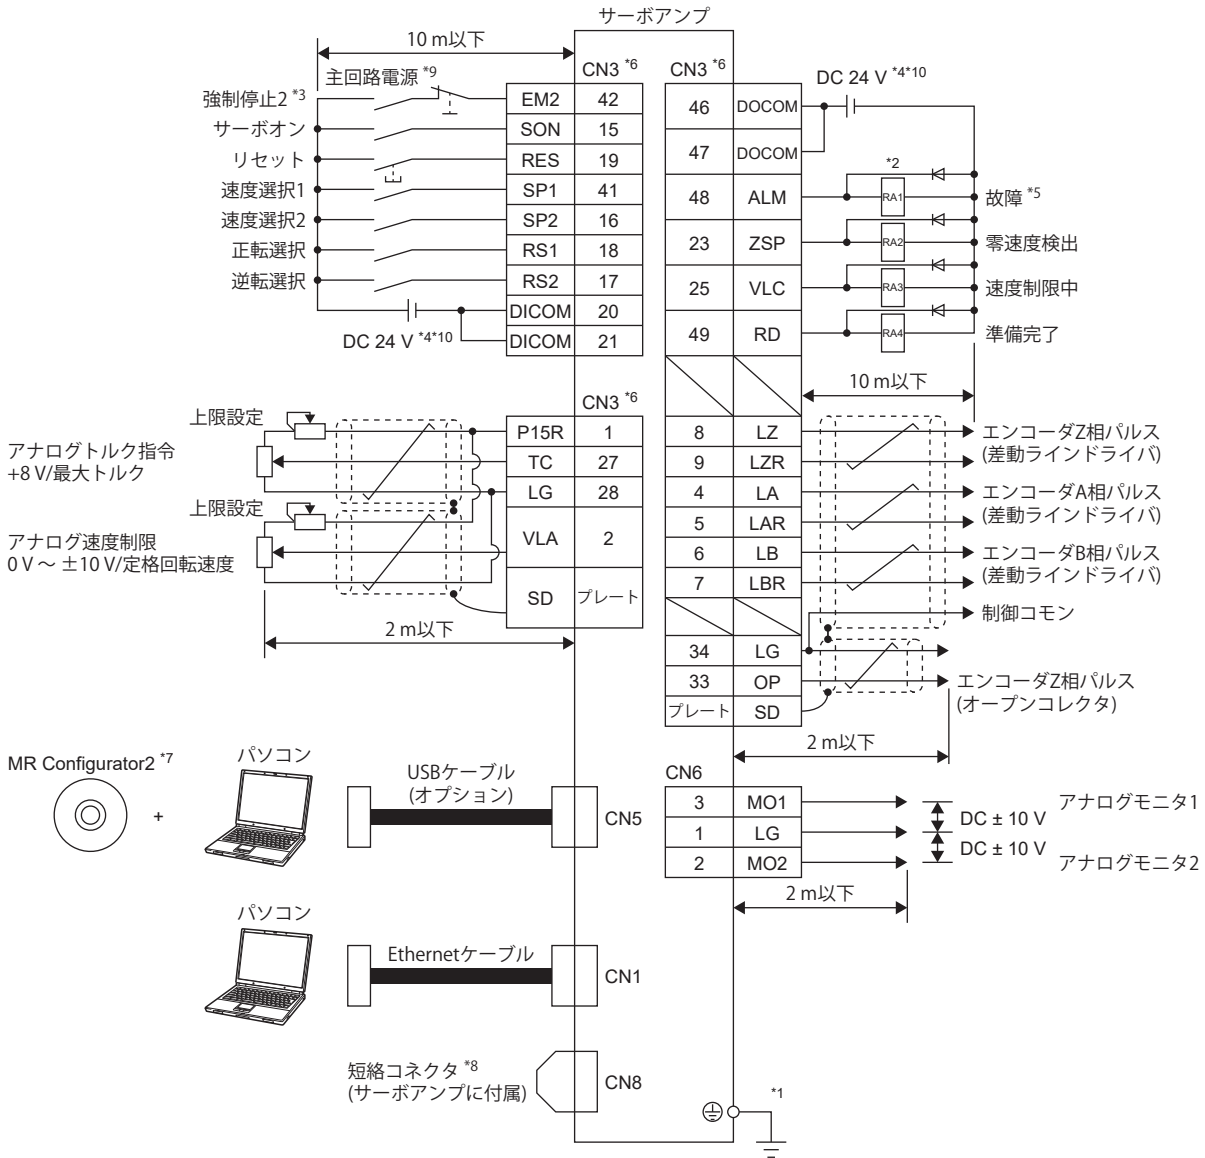 サーボアンプ
10 m以下
CN3 *6
主回路電源 *9
強制停止2 *3
EM2 42
サーボオン
SON 15
リセット
RES 19
速度選択1
SP1 41
速度選択2
SP2 16
正転選択
RS1 18
逆転選択
RS2 17
DICOM 20
DC 24 V *4*10
DICOM 21
CN3 *6
DC 24 V *4*10
46 DOCOM
47 DOCOM
*2
48 ALM RA1 故障 *5
23 ZSP RA2 零速度検出
25 VLC RA3 速度制限中
49 RD RA4 準備完了
10 m以下
CN3 *6
上限設定
P15R 1
アナログトルク指令
+8 V/最大トルク
TC 27
LG 28
上限設定
アナログ速度制限
0 V ～ ±10 V/定格回転速度
VLA 2
SD プレート
2 m以下
8 LZ エンコーダZ相パルス
9 LZR (差動ラインドライバ)
4 LA エンコーダA相パルス
5 LAR (差動ラインドライバ)
6 LB エンコーダB相パルス
7 LBR (差動ラインドライバ)
制御コモン
34 LG
33 OP エンコーダZ相パルス
(オープンコレクタ)
プレート SD
2 m以下
MR Configurator2 *7
+
パソコン
USBケーブル
(オプション)
CN5
CN6
3 MO1 アナログモニタ1
DC ± 10 V
1 LG
DC ± 10 V
2 MO2 アナログモニタ2
2 m以下
パソコン
Ethernetケーブル
CN1
短絡コネクタ *8
(サーボアンプに付属)
CN8
*1